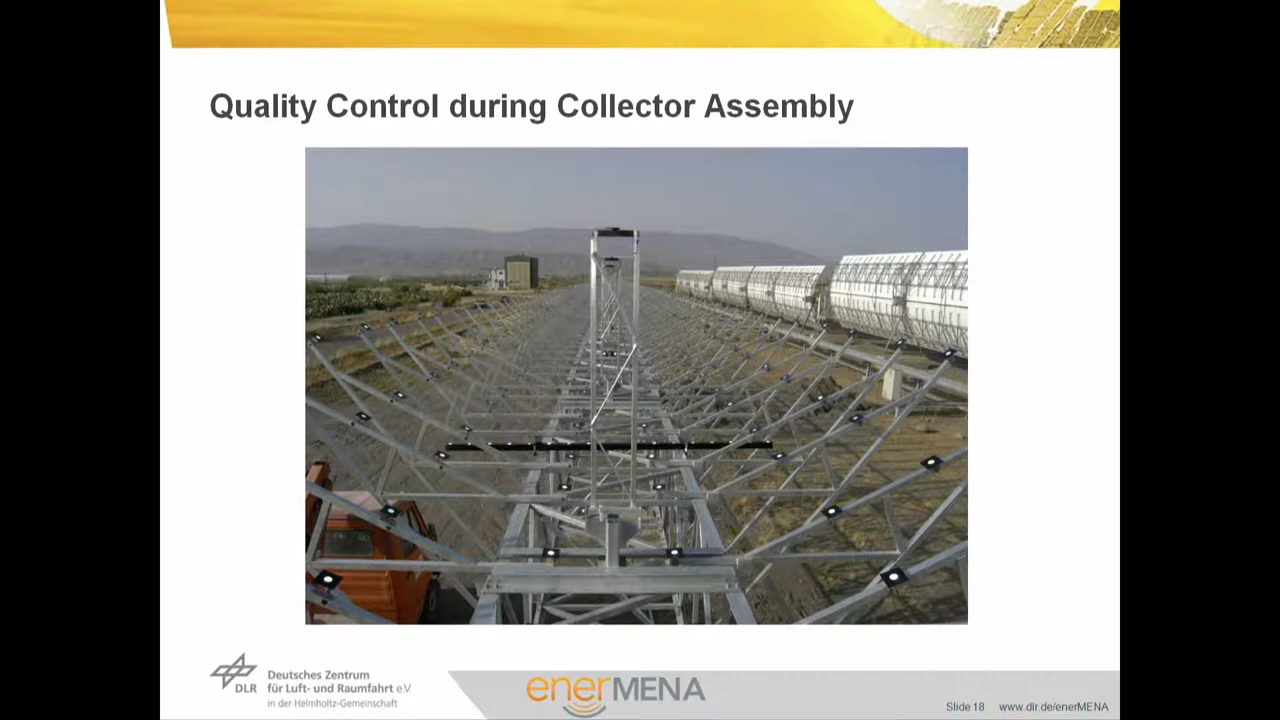 Quality Control during Collector Assembly
DLR
Deutsches Zentrum
für Luft- und Raumfahrt e.V.
in der Helmholtz-Gemeinschaft
enerMENA
Slide 18 www.dlr.de/enerMENA